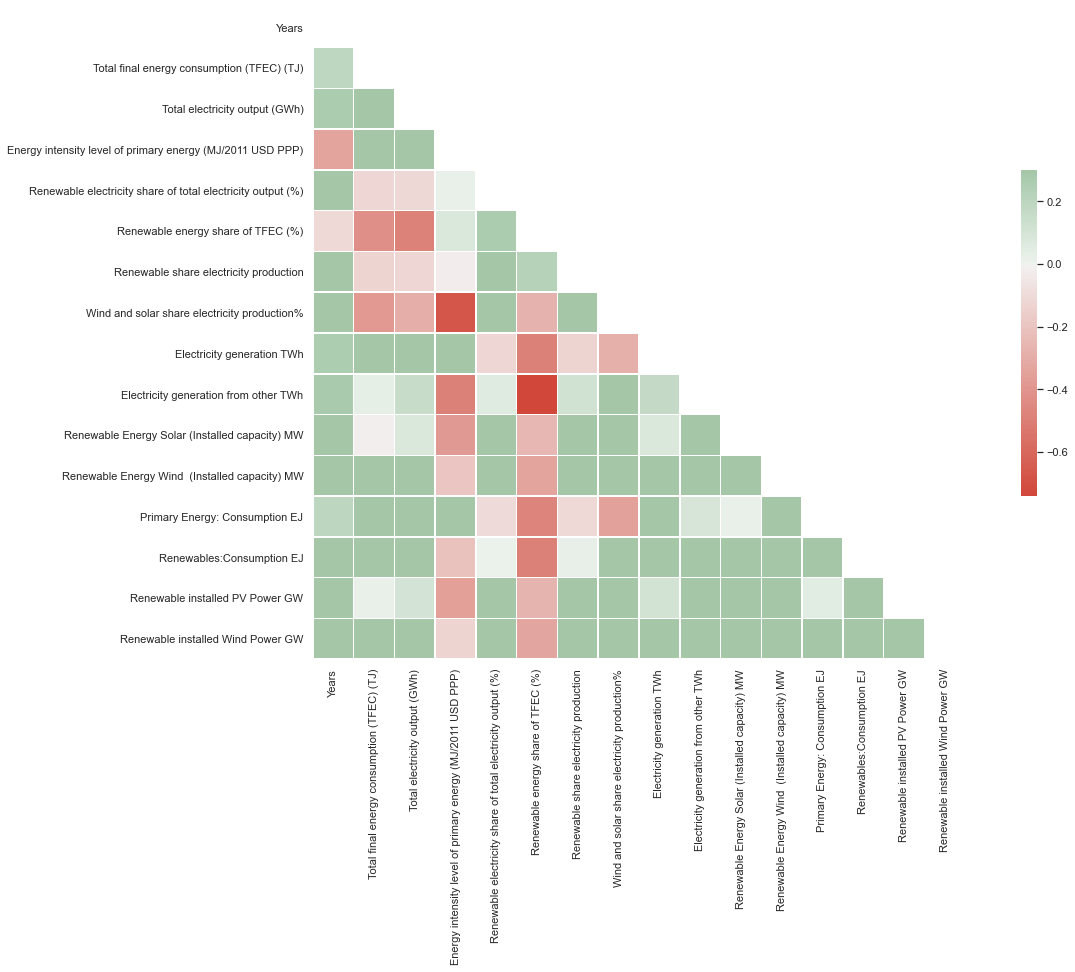 Years
Total final energy consumption (TFEC) (TJ)
Total electricity output (GWh)
Energy intensity level of primary energy (MJ/2011 USD PPP)
Renewable electricity share of total electricity output (%)
Renewable energy share of TFEC (%)
Renewable share electricity production
Wind and solar share electricity production%
Electricity generation TWh
Electricity generation from other TWh
Renewable Energy Solar (Installed capacity) MW
Renewable Energy Wind  (Installed capacity) MW
Primary Energy: Consumption EJ
Renewables:Consumption EJ
Renewable installed PV Power GW
Renewable installed Wind Power GW
0.2
0.0
−0.2
−0.4
−0.6
Years
Total final energy consumption (TFEC) (TJ)
Total electricity output (GWh)
Energy intensity level of primary energy (MJ/2011 USD PPP)
Renewable electricity share of total electricity output (%)
Renewable energy share of TFEC (%)
Renewable share electricity production
Wind and solar share electricity production%
Electricity generation TWh
Electricity generation from other TWh
Renewable Energy Solar (Installed capacity) MW
Renewable Energy Wind  (Installed capacity) MW
Primary Energy: Consumption EJ
Renewables:Consumption EJ
Renewable installed PV Power GW
Renewable installed Wind Power GW